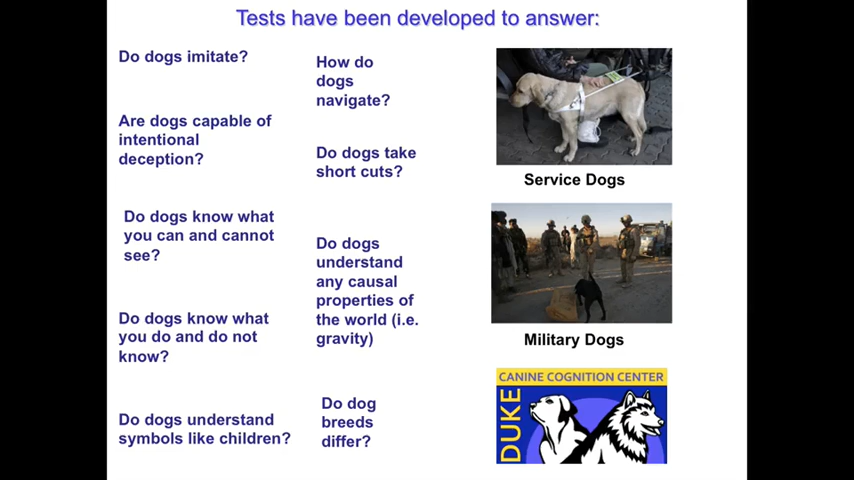 Tests have been developed to answer:
Do dogs imitate?
Are dogs capable of
intentional
deception?
Do dogs know what
you can and cannot
see?
Do dogs know what
you do and do not
know?
Do dogs understand
symbols like children?
How do
dogs
navigate?
Do dogs take
short cuts?
Do dogs
understand
any causal
properties of
the world (i.e.
gravity)
Do dog
breeds
differ?
Service Dogs
Military Dogs
CANINE COGNITION CENTER
DUKE